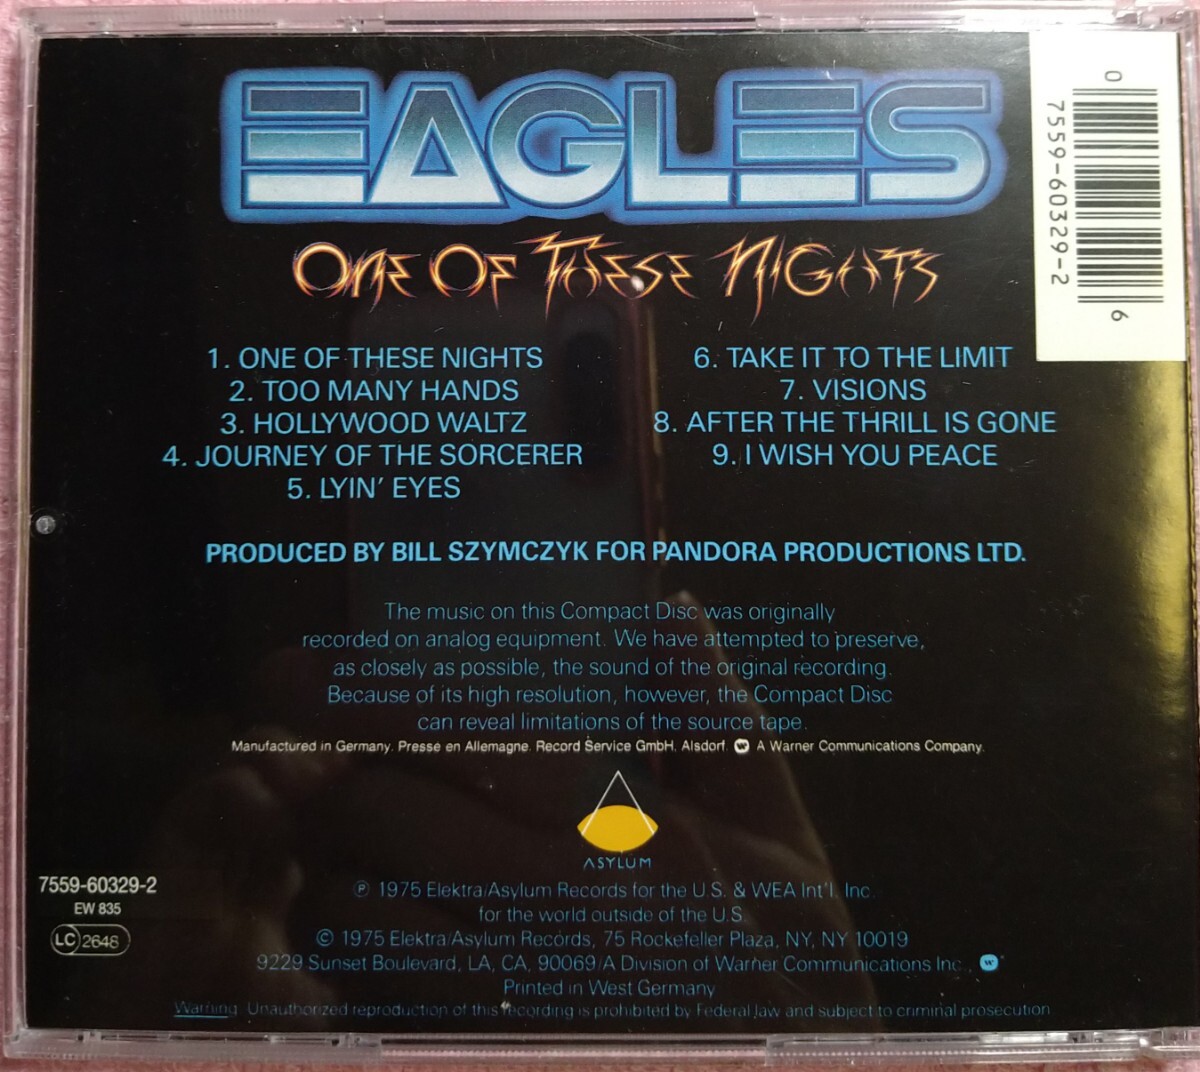 EAGLES
ONE OF THESE NIGHTS
1. ONE OF THESE NIGHTS
2. TOO MANY HANDS
3. HOLLYWOOD WALTZ
4. JOURNEY OF THE SORCERER
5. LYIN' EYES
6. TAKE IT TO THE LIMIT
7. VISIONS
8. AFTER THE THRILL IS GONE
9. I WISH YOU PEACE
PRODUCED BY BILL SZYMCZYK FOR PANDORA PRODUCTIONS LTD.
The music on this Compact Disc was originally
recorded on analog equipment. We have attempted to preserve,
as closely as possible, the sound of the original recording.
Because of its high resolution, however, the Compact Disc
can reveal limitations of the source tape.
Manufactured in Germany. Presse en Allemagne. Record Service GmbH, Alsdorf. W A Warner Communications Company.
ASYLUM
7559-60329-2
EW 835
LC 2648
℗ 1975 Elektra/Asylum Records for the U.S. & WEA Int'l. Inc.
for the world outside of the U.S.
© 1975 Elektra/Asylum Records, 75 Rockefeller Plaza, NY, NY 10019
9229 Sunset Boulevard, LA, CA, 90069/A Division of Warner Communications Inc., W
Printed in West Germany
Warning Unauthorized reproduction of this recording is prohibited by Federal law and subject to criminal prosecution
0
7559-60329-2
6